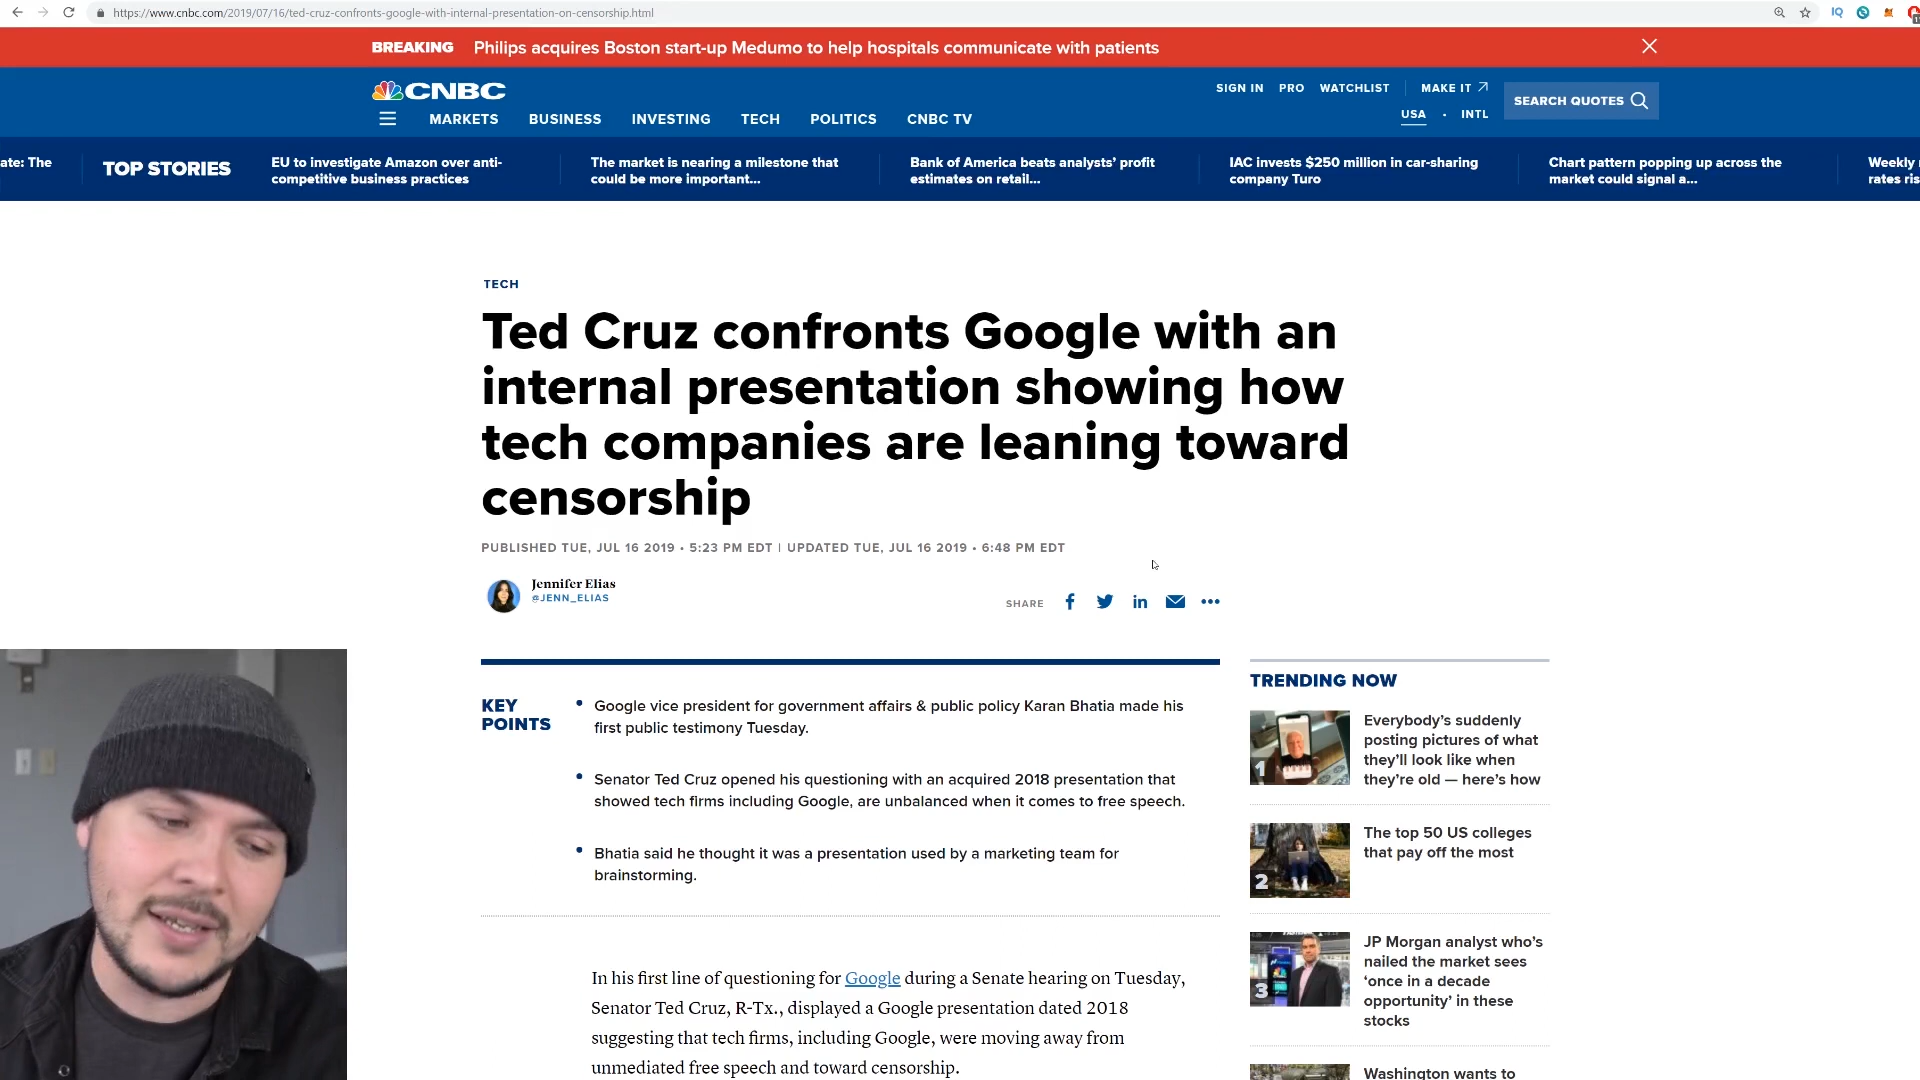 https://www.cnbc.com/2019/07/16/ted-cruz-confronts-google-with-internal-presentation-on-censorship.html
IQ
BREAKING Philips acquires Boston start-up Medumo to help hospitals communicate with patients
CNBC
SIGN IN PRO WATCHLIST MAKE IT
SEARCH QUOTES
USA • INTL
MARKETS BUSINESS INVESTING TECH POLITICS CNBC TV
ate: The
TOP STORIES
EU to investigate Amazon over anti-
competitive business practices
The market is nearing a milestone that
could be more important...
Bank of America beats analysts’ profit
estimates on retail...
IAC invests $250 million in car-sharing
company Turo
Chart pattern popping up across the
market could signal a...
Weekly
rates ris
TECH
Ted Cruz confronts Google with an
internal presentation showing how
tech companies are leaning toward
censorship
PUBLISHED TUE, JUL 16 2019 • 5:23 PM EDT | UPDATED TUE, JUL 16 2019 • 6:48 PM EDT
Jennifer Elias
@JENN_ELIAS
SHARE
KEY
POINTS
• Google vice president for government affairs & public policy Karan Bhatia made his
first public testimony Tuesday.
• Senator Ted Cruz opened his questioning with an acquired 2018 presentation that
showed tech firms including Google, are unbalanced when it comes to free speech.
• Bhatia said he thought it was a presentation used by a marketing team for
brainstorming.
In his first line of questioning for Google during a Senate hearing on Tuesday,
Senator Ted Cruz, R-Tx., displayed a Google presentation dated 2018
suggesting that tech firms, including Google, were moving away from
unmediated free speech and toward censorship.
TRENDING NOW
1
Everybody’s suddenly
posting pictures of what
they’ll look like when
they’re old — here’s how
2
The top 50 US colleges
that pay off the most
3
JP Morgan analyst who’s
nailed the market sees
‘once in a decade
opportunity’ in these
stocks
Washington wants to